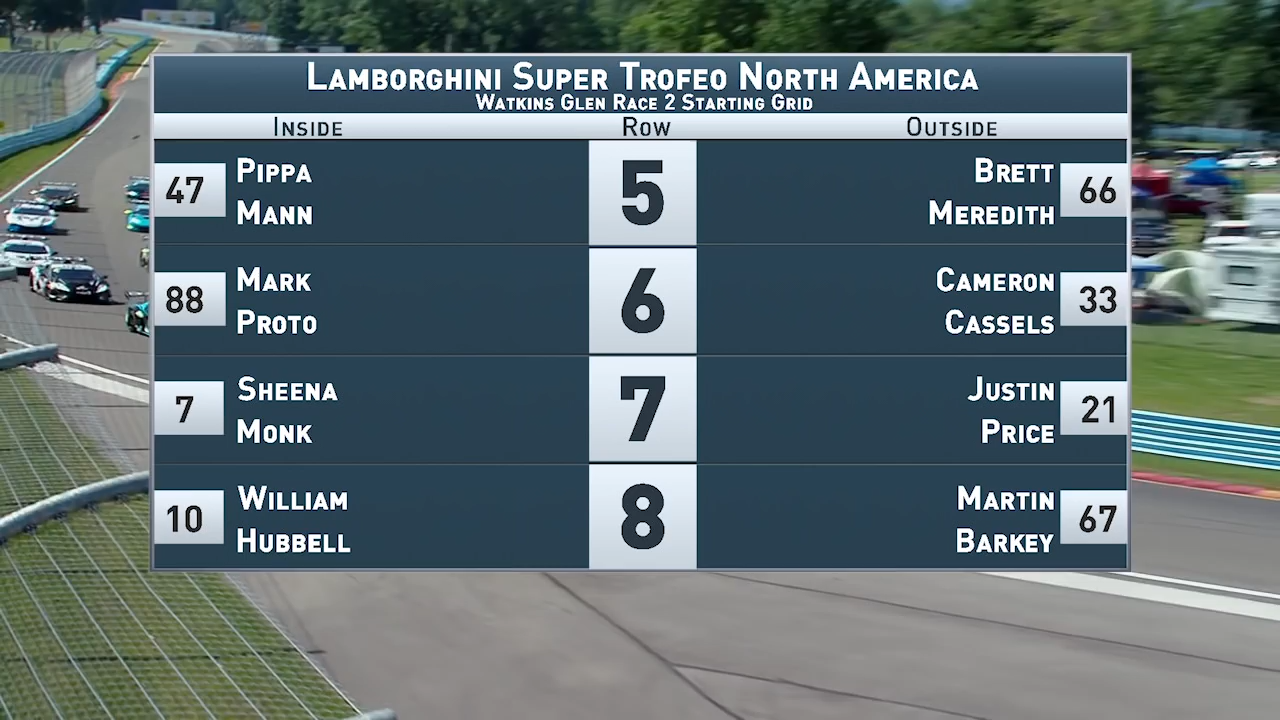 LAMBORGHINI SUPER TROFEO NORTH AMERICA
WATKINS GLEN RACE 2 STARTING GRID
INSIDE ROW OUTSIDE
47 PIPPA MANN 5 BRETT MEREDITH 66
88 MARK PROTO 6 CAMERON CASSELS 33
7 SHEENA MONK 7 JUSTIN PRICE 21
10 WILLIAM HUBBELL 8 MARTIN BARKEY 67